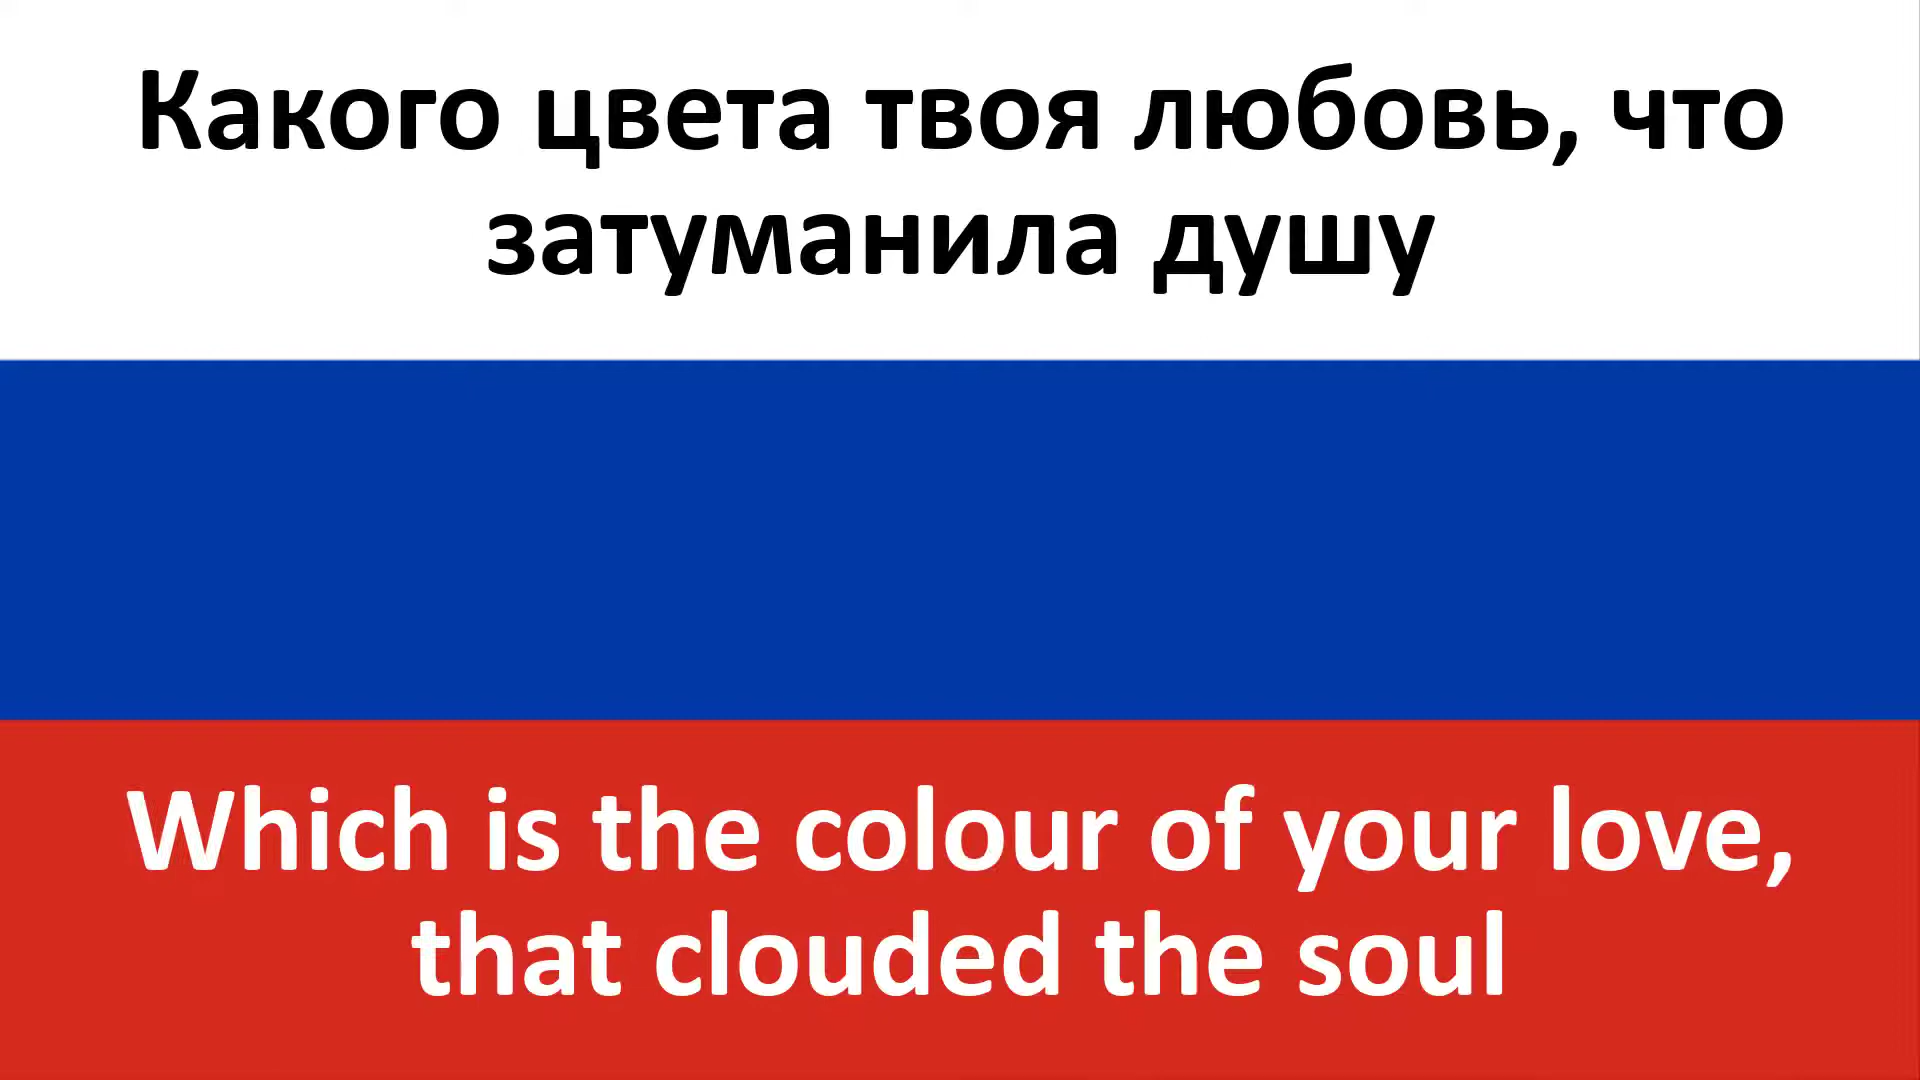 Какого цвета твоя любовь, что
затуманила душу
Which is the colour of your love,
that clouded the soul